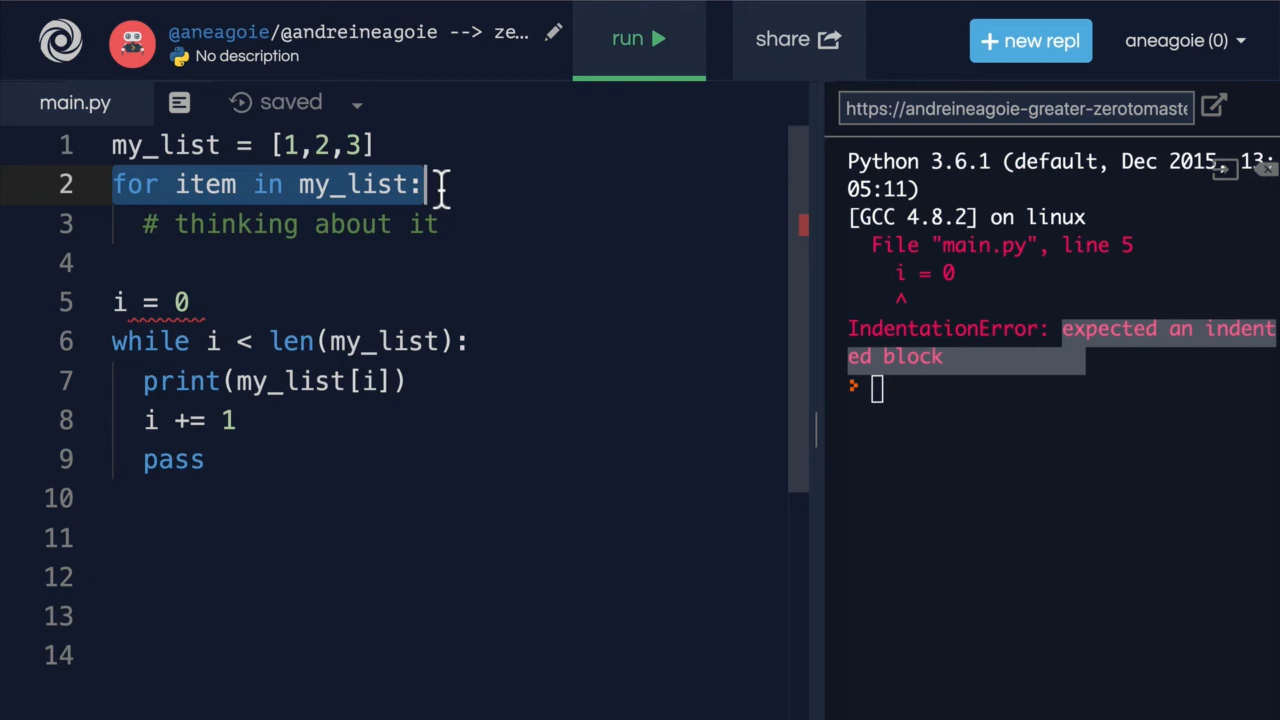 @aneagoie/@andreineagoie --> ze...
No description
run
share
+ new repl
aneagoie (0)
main.py
saved
https://andreineagoie-greater-zerotomaste
1 my_list = [1,2,3]
2 for item in my_list:
3 # thinking about it
4
5 i = 0
6 while i < len(my_list):
7 print(my_list[i])
8 i += 1
9 pass
10
11
12
13
14
Python 3.6.1 (default, Dec 2015, 13:
05:11)
[GCC 4.8.2] on linux
File "main.py", line 5
i = 0
^
IndentationError: expected an indent
ed block